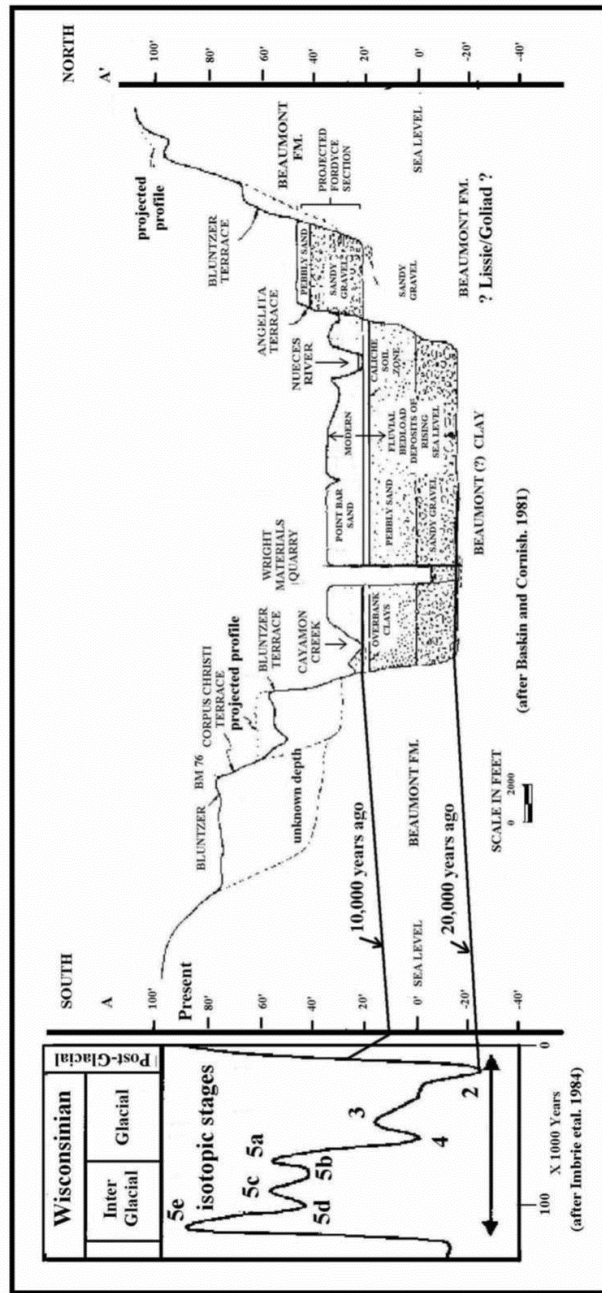 SOUTH
A
NORTH
A'
Wisconsinian
Inter
Glacial
Glacial
Post-Glacial
isotopic stages
5e
5d
5c
5b
5a
4
3
2
100
0
X 1000 Years
(after Imbrie etal. 1984)
100'
80'
60'
40'
20'
0'
-20'
-40'
Present
SEA LEVEL
10,000 years ago
20,000 years ago
BLUNTZER
BM 76
CORPUS CHRISTI
TERRACE
projected profile
BLUNTZER
TERRACE
unknown depth
CAYAMON
CREEK
WRIGHT
MATERIALS
QUARRY
OVERBANK
CLAYS
POINT BAR
SAND
MODERN
PEBBLY SAND
SANDY GRAVEL
FLUVIAL
BEDLOAD
DEPOSITS OF
RISING
SEA LEVEL
CALICHE
SOIL
ZONE
NUECES
RIVER
ANGELITA
TERRACE
PEBBLY SAND
SANDY
GRAVEL
SANDY
GRAVEL
BLUNTZER
TERRACE
projected
profile
BEAUMONT
FM.
PROJECTED
FORDYCE
SECTION
SEA LEVEL
BEAUMONT FM.
? Lissie/Goliad ?
BEAUMONT FM.
BEAUMONT (?) CLAY
SCALE IN FEET
0
2000
(after Baskin and Cornish. 1981)
100'
80'
60'
40'
20'
0'
-20'
-40'